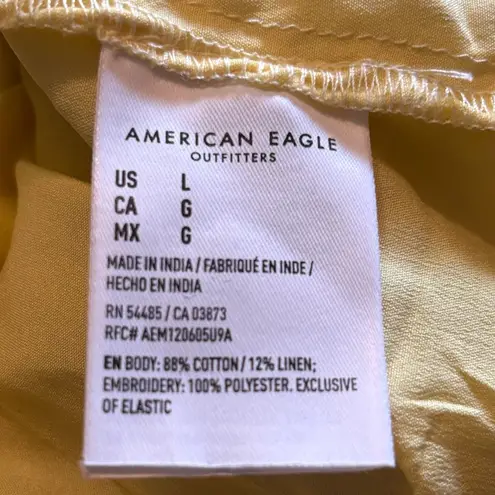 AMERICAN EAGLE
OUTFITTERS
US L
CA G
MX G
MADE IN INDIA / FABRIQUÉ EN INDE /
HECHO EN INDIA
RN 54485 / CA 03873
RFC# AEM120605U9A
EN BODY: 88% COTTON / 12% LINEN;
EMBROIDERY: 100% POLYESTER. EXCLUSIVE
OF ELASTIC